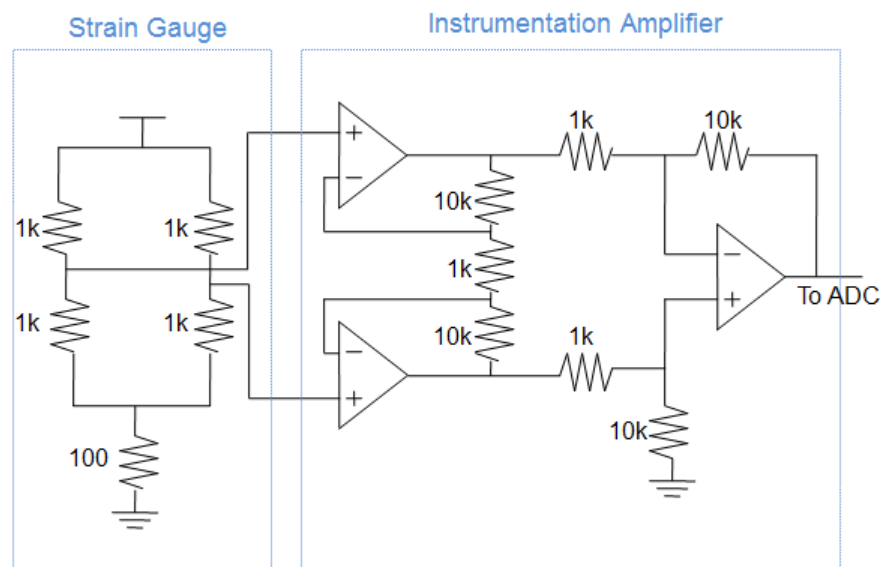 Strain Gauge
Instrumentation Amplifier
1k
10k
+
−
10k
1k
1k
1k
−
+
To ADC
1k
1k
10k
1k
−
+
10k
100